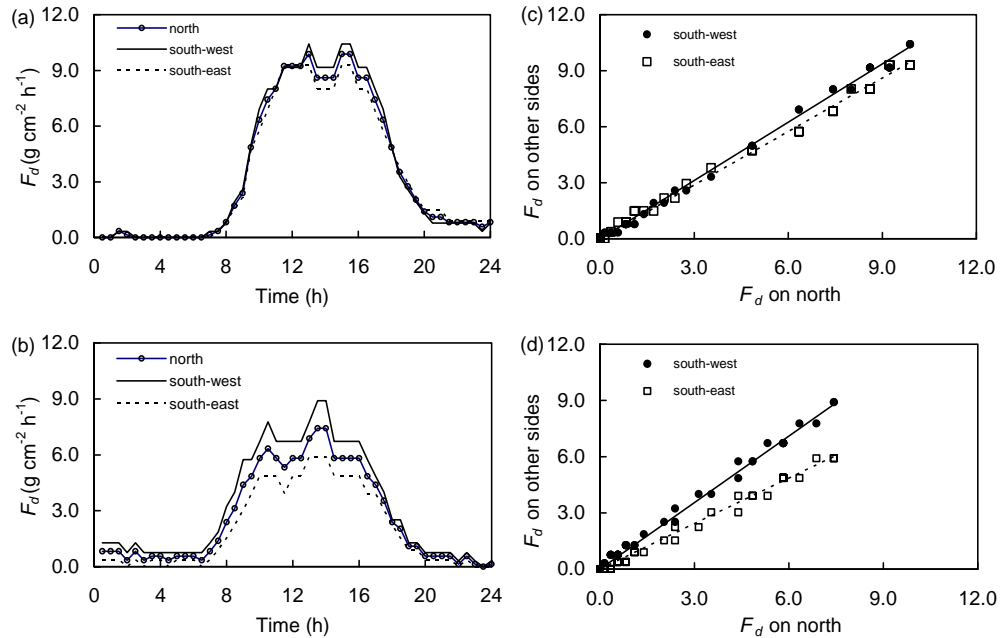 (a)
12.0
9.0
6.0
3.0
0.0
F_d (g cm⁻² h⁻¹)
north
south-west
south-east
0 4 8 12 16 20 24
Time (h)
(c)
12.0
9.0
6.0
3.0
0.0
F_d on other sides
south-west
south-east
0.0 3.0 6.0 9.0 12.0
F_d on north
(b)
12.0
9.0
6.0
3.0
0.0
F_d (g cm⁻² h⁻¹)
north
south-west
south-east
0 4 8 12 16 20 24
Time (h)
(d)
12.0
9.0
6.0
3.0
0.0
F_d on other sides
south-west
south-east
0.0 3.0 6.0 9.0 12.0
F_d on north